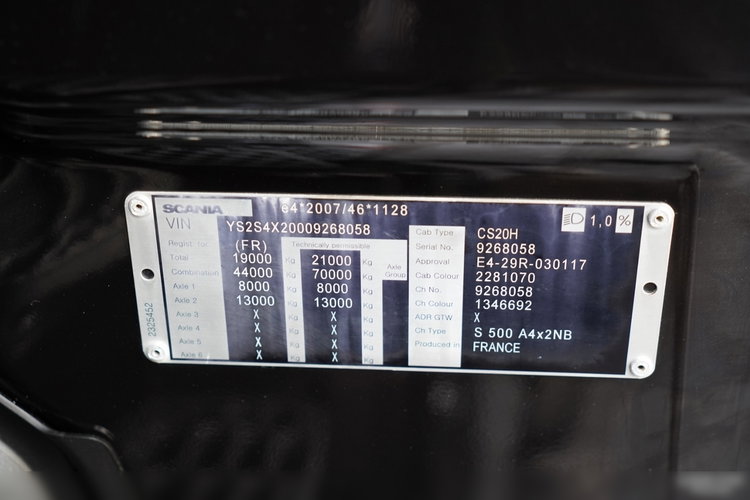 SCANIA e4*2007/46*1128 1,0 %
VIN YS2S4X20009268058
Regist. for (FR) Technically permissible
Total 19000 Kg 21000 Kg
Combination 44000 Kg 70000 Kg Axle Group
Axle 1 8000 Kg 8000 Kg
Axle 2 13000 Kg 13000 Kg
Axle 3 X Kg X Kg
Axle 4 X Kg X Kg
Axle 5 X Kg X Kg
Axle 6 X Kg X Kg
Cab Type CS20H
Serial No. 9268058
Approval E4-29R-030117
Cab Colour 2281070
Ch No. 9268058
Ch Colour 1346692
ADR GTW X
Ch Type S 500 A4x2NB
Produced in FRANCE
2325452